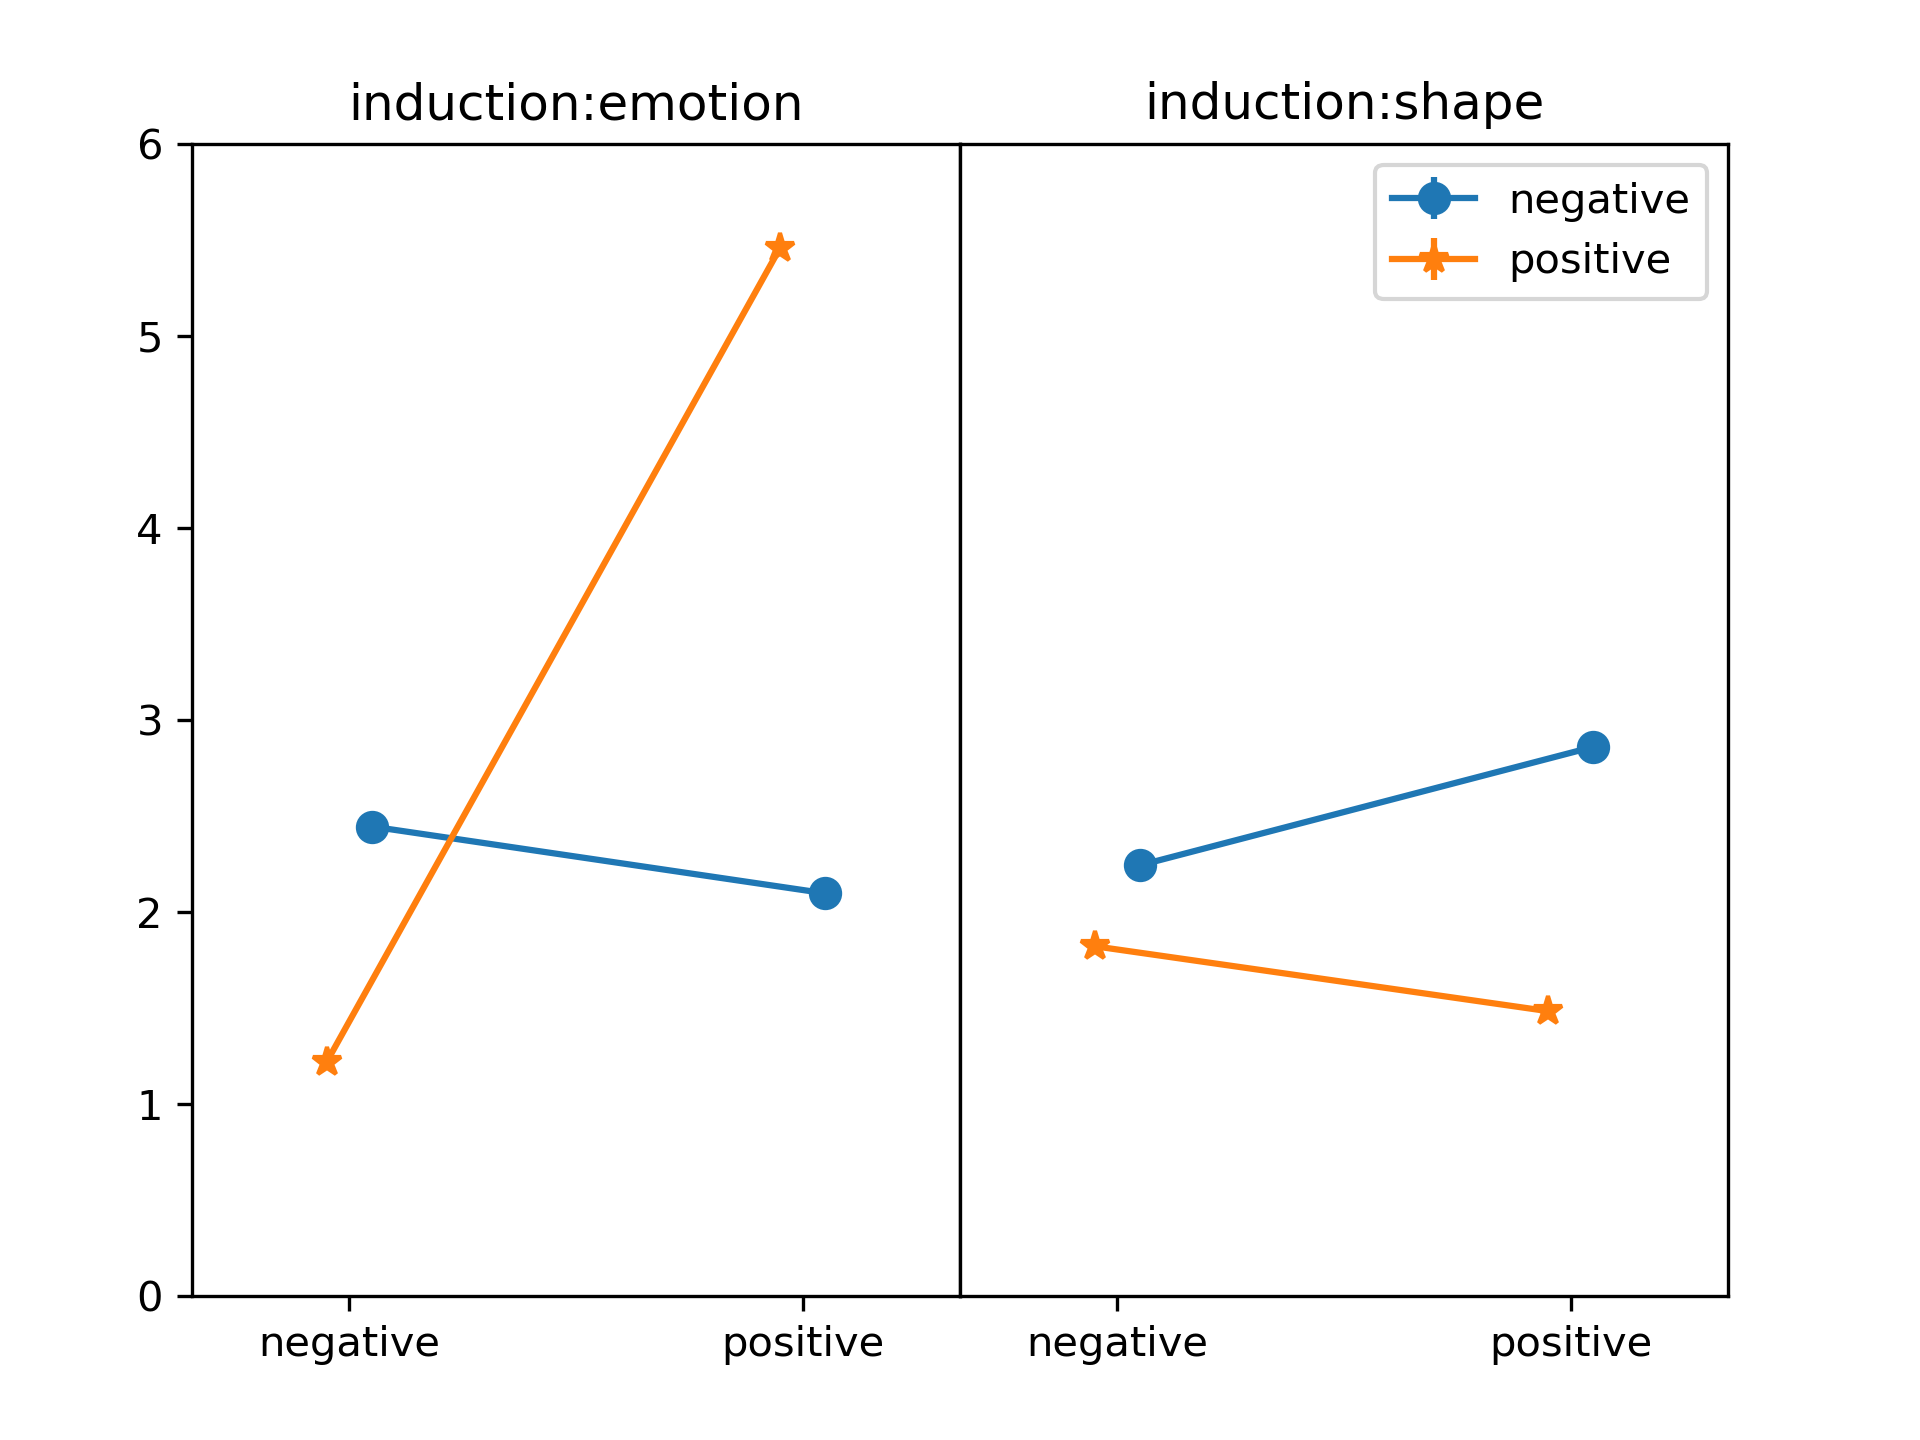 induction:emotion
induction:shape
6
5
4
3
2
1
0
negative
positive
negative
positive
negative
positive